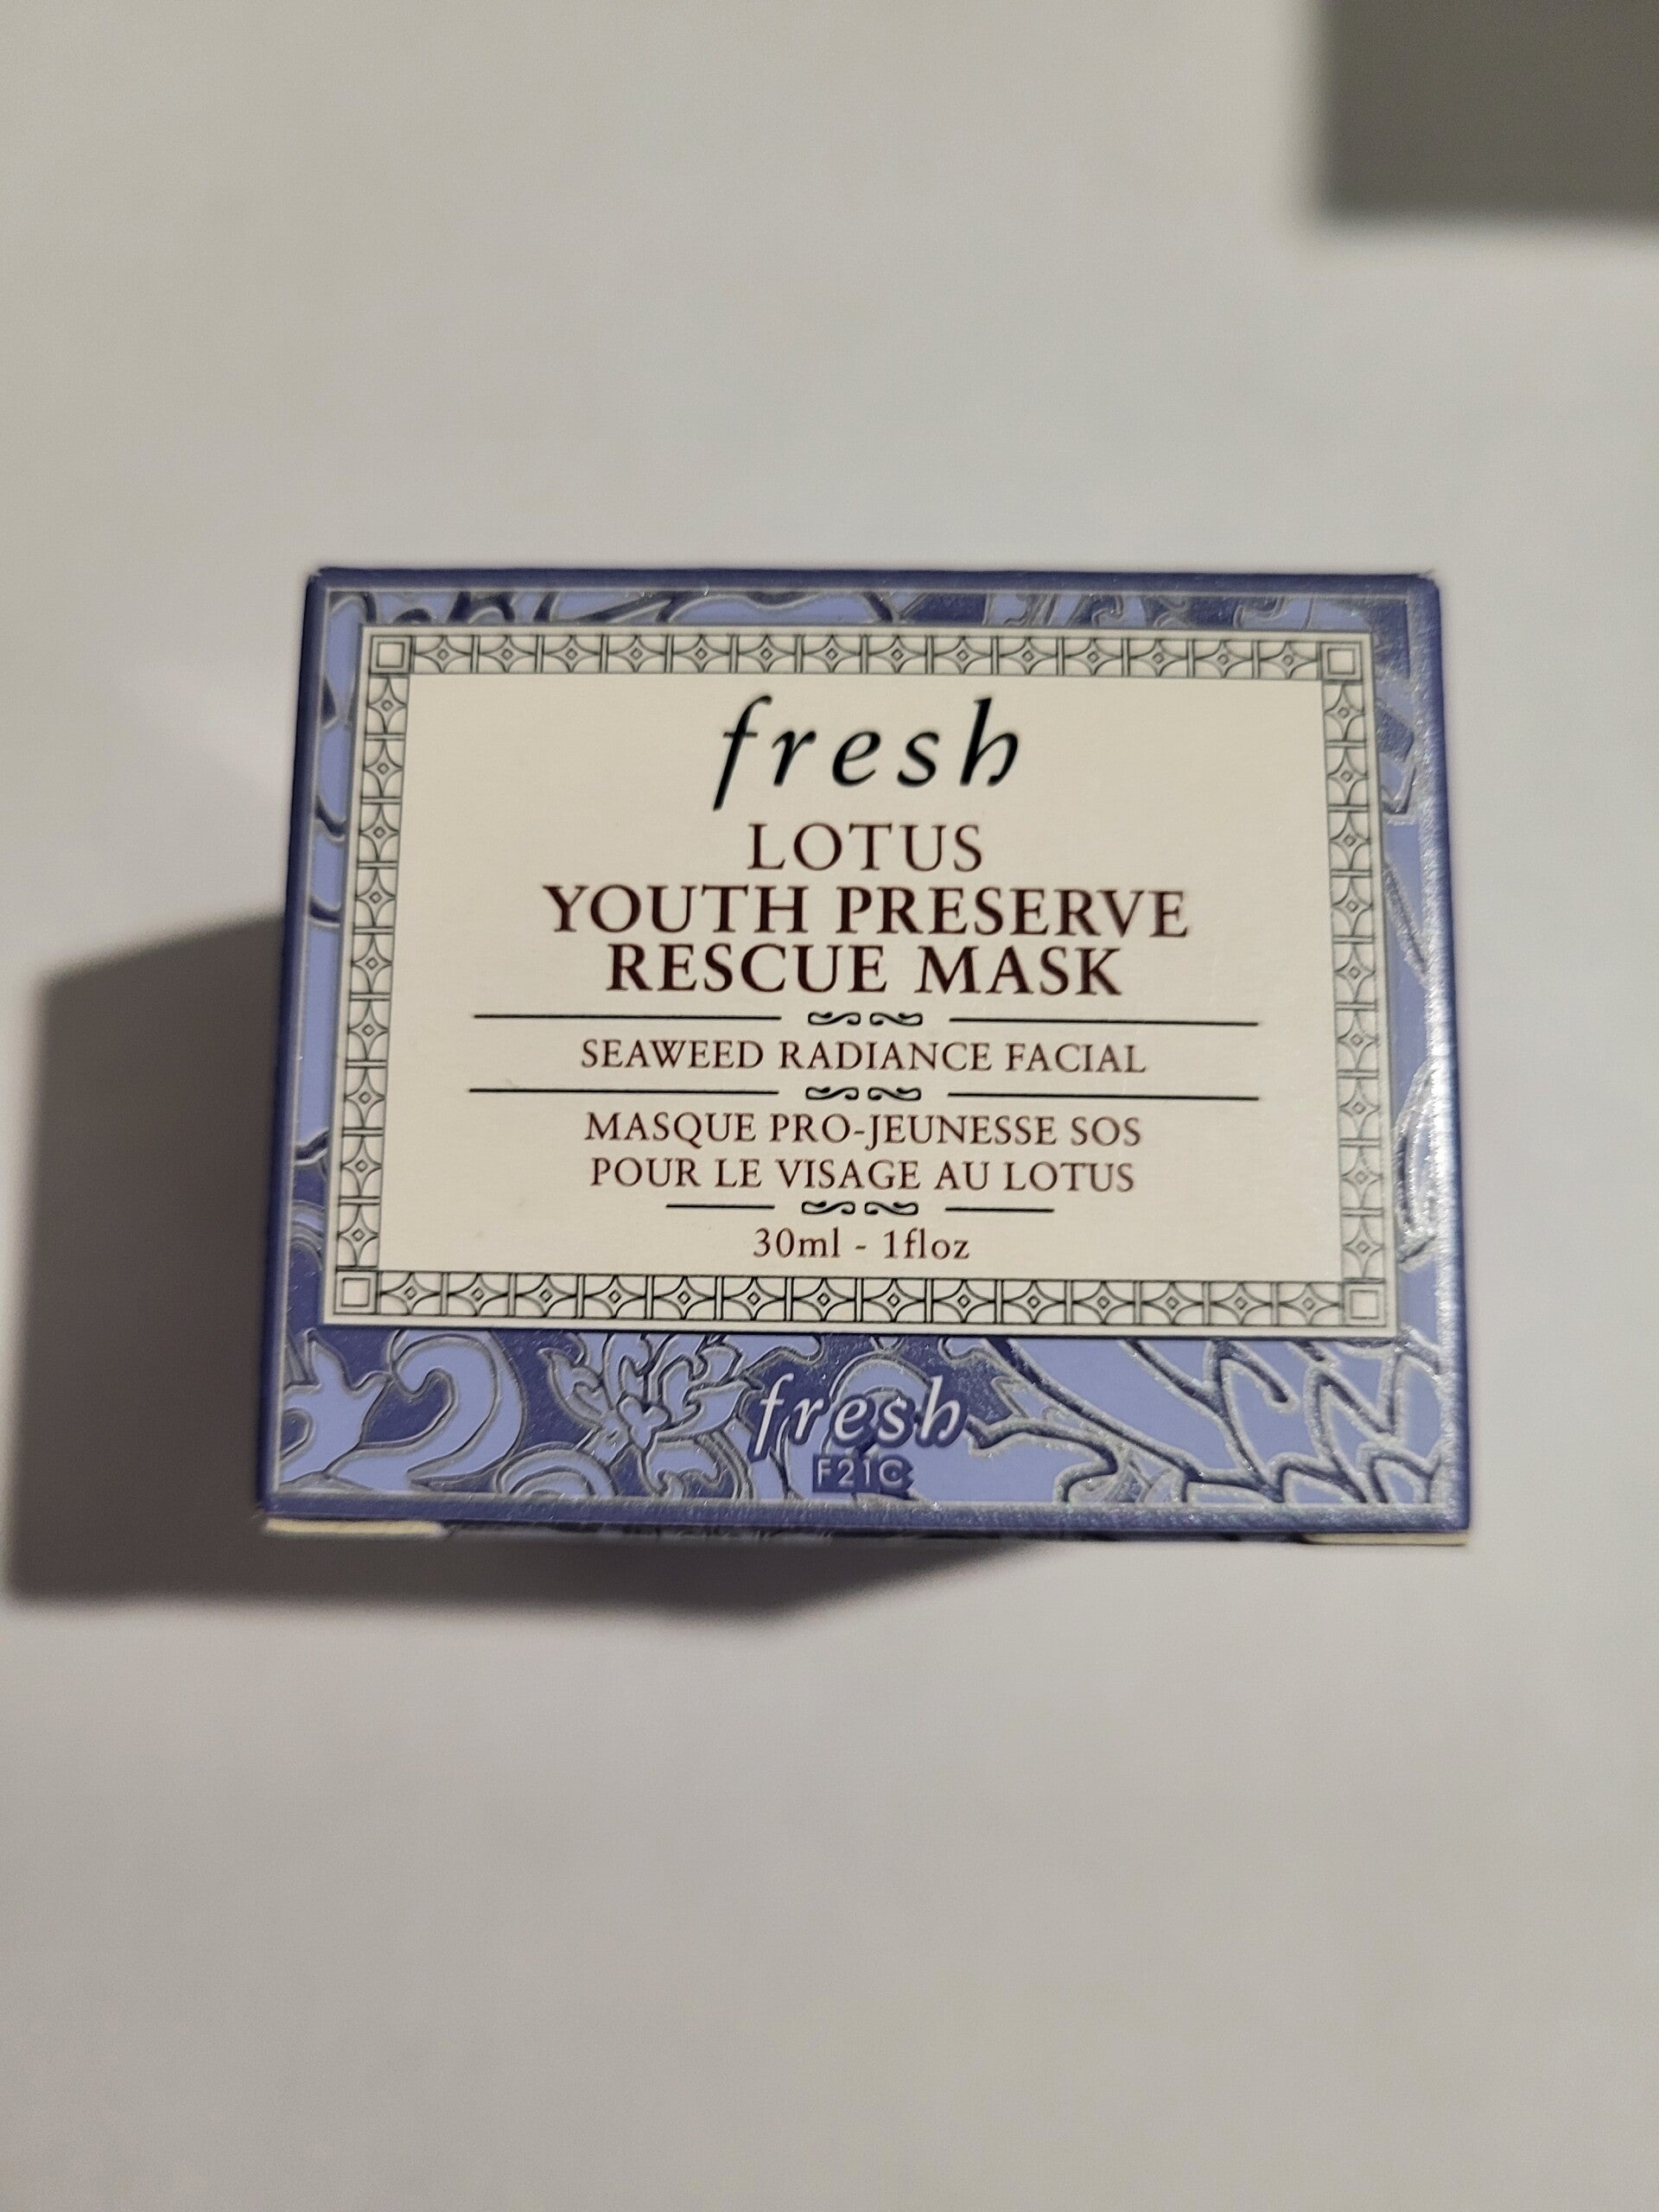 fresh
LOTUS
YOUTH PRESERVE
RESCUE MASK
SEAWEED RADIANCE FACIAL
MASQUE PRO-JEUNESSE SOS
POUR LE VISAGE AU LOTUS
30ml - 1floz
fresh
F21C